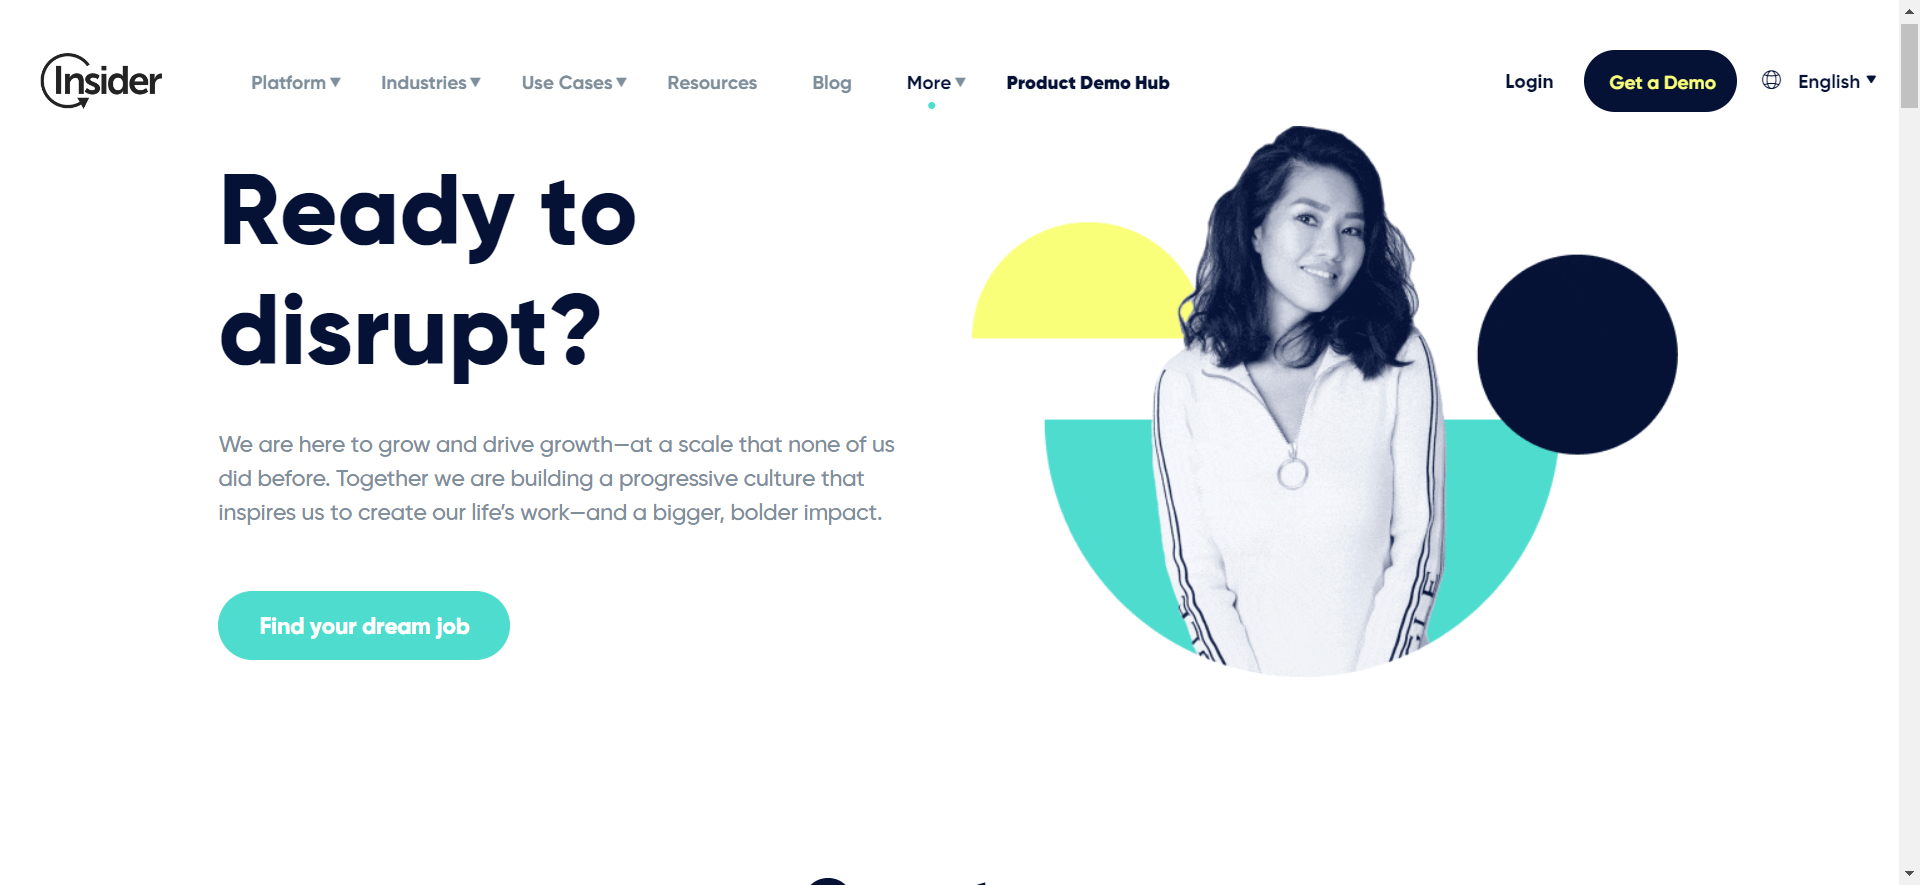 Insider
Platform
Industries
Use Cases
Resources
Blog
More
Product Demo Hub
Login
Get a Demo
English
Ready to
disrupt?
We are here to grow and drive growth—at a scale that none of us
did before. Together we are building a progressive culture that
inspires us to create our life’s work—and a bigger, bolder impact.
Find your dream job